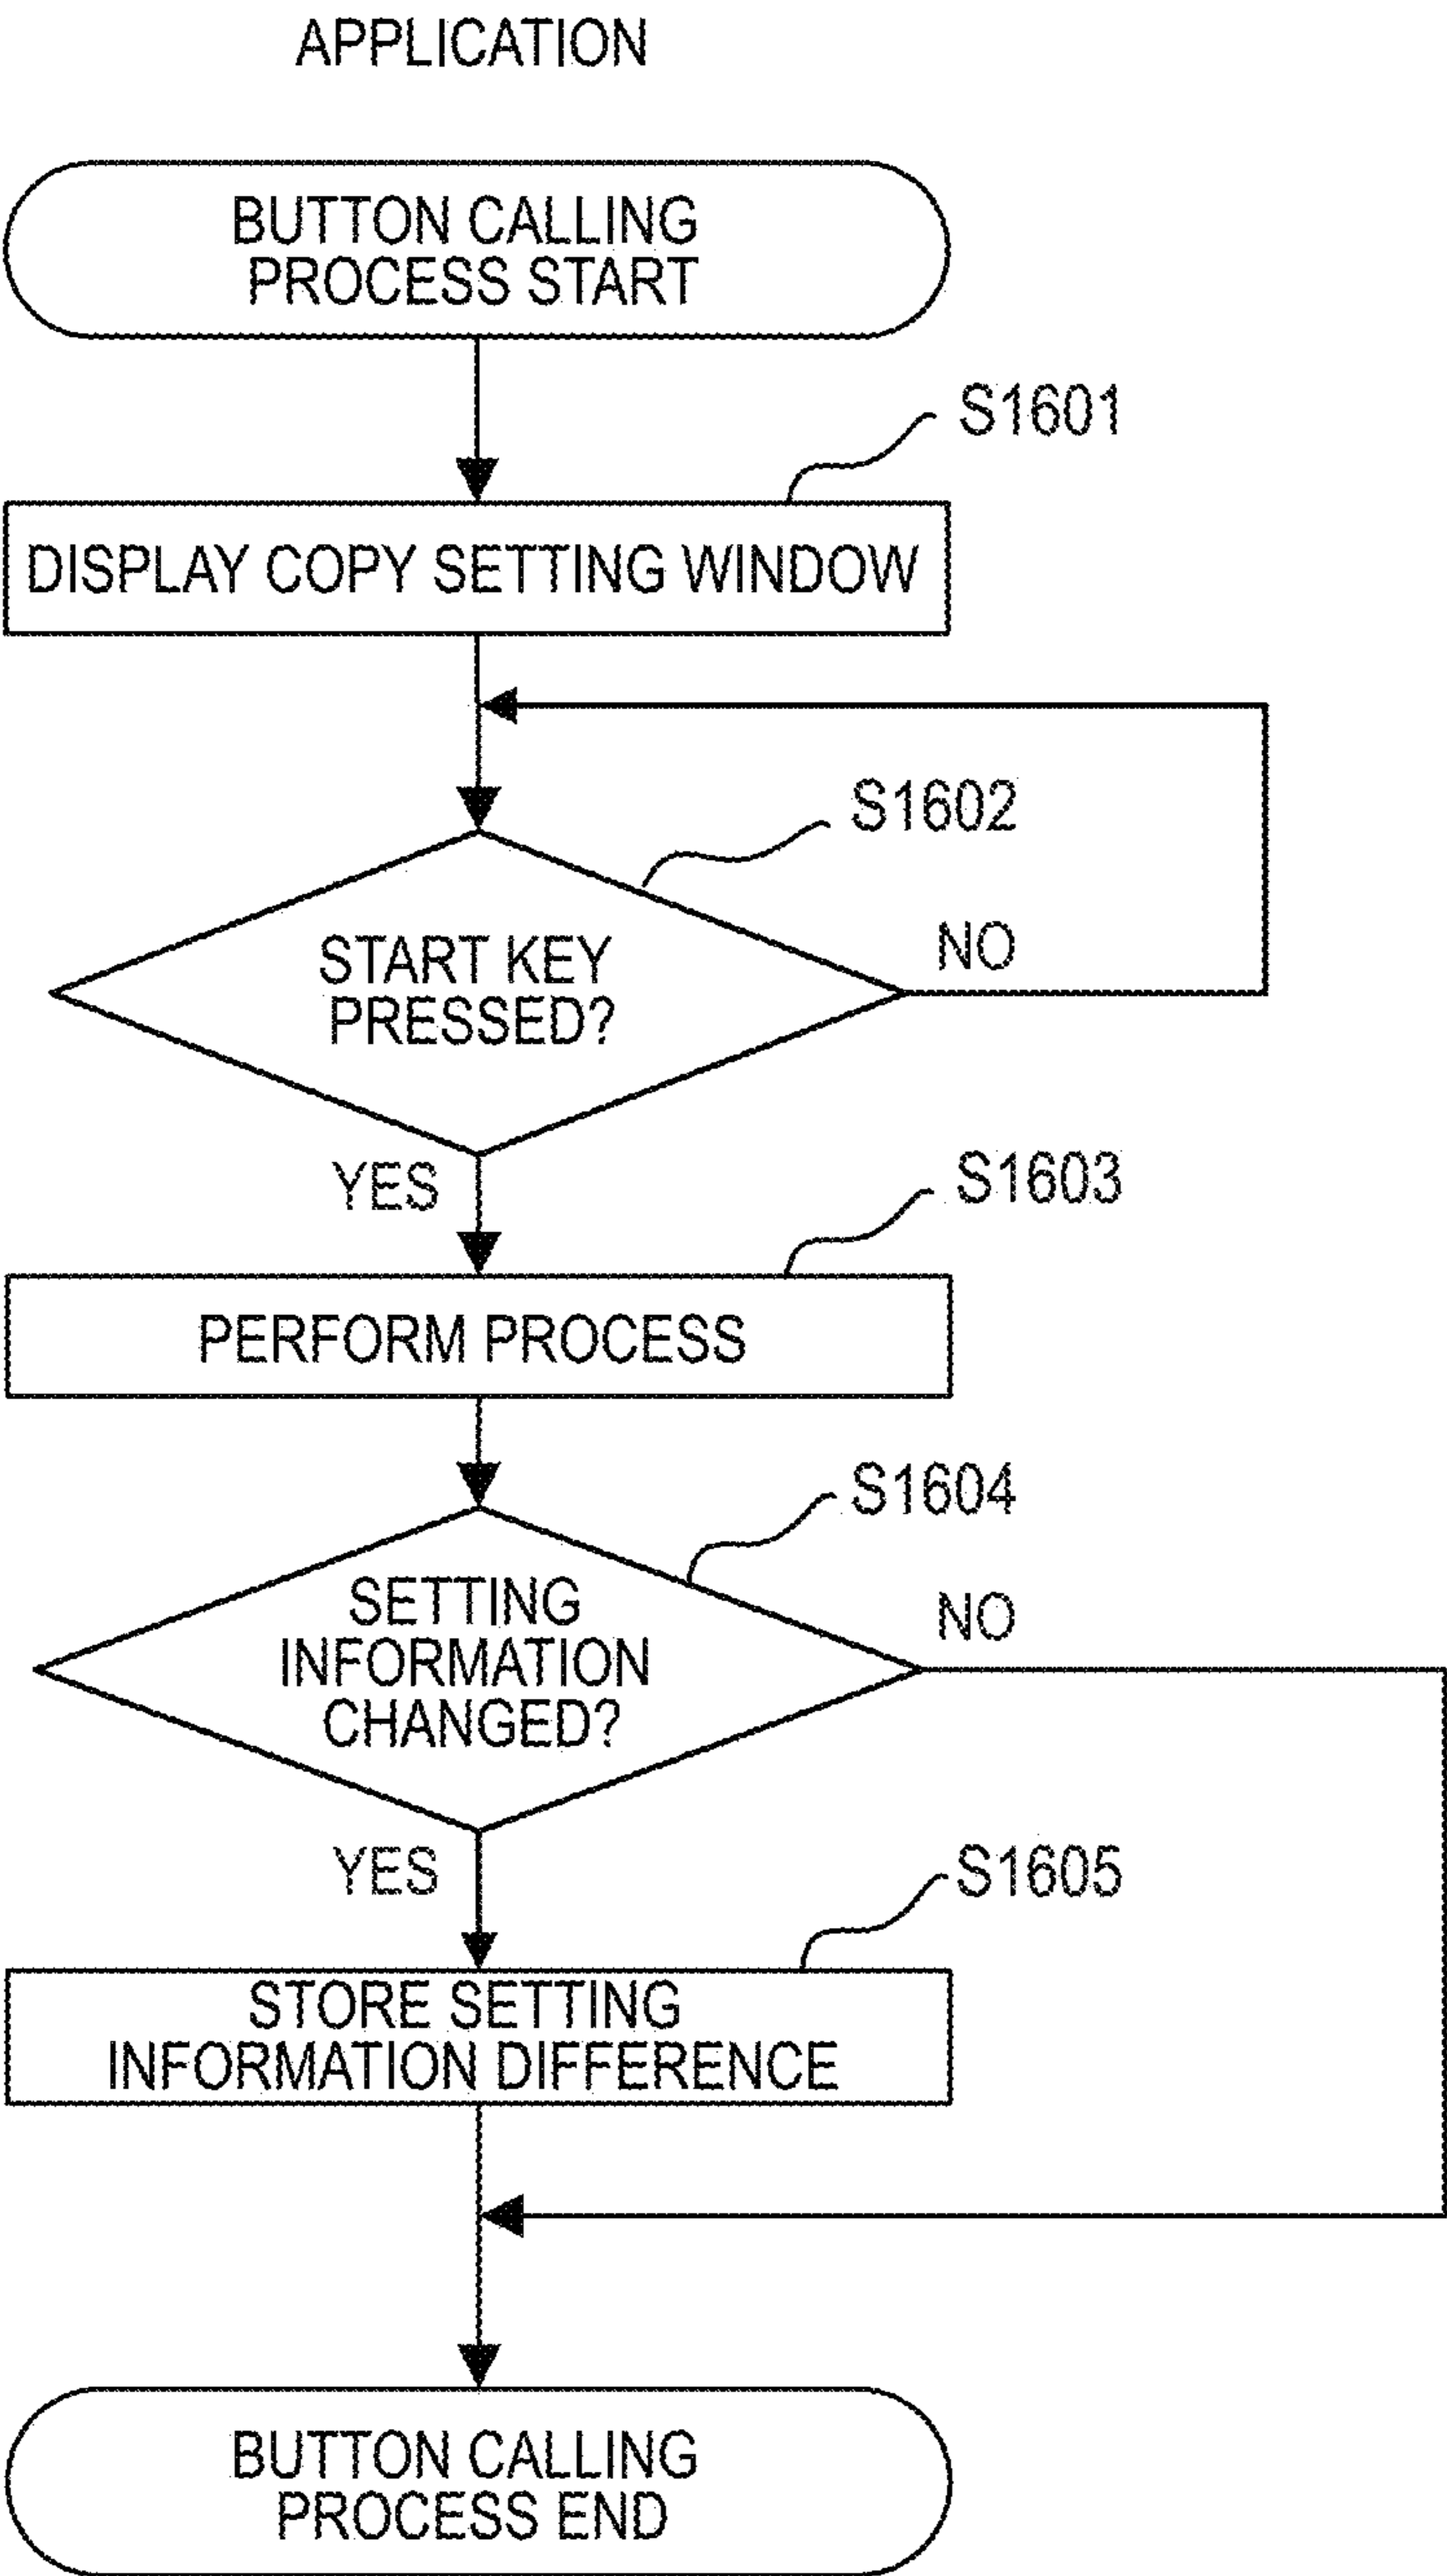 APPLICATION
BUTTON CALLING
PROCESS START
S1601
DISPLAY COPY SETTING WINDOW
S1602
START KEY
PRESSED?
NO
YES
S1603
PERFORM PROCESS
S1604
SETTING
INFORMATION
CHANGED?
NO
YES
S1605
STORE SETTING
INFORMATION DIFFERENCE
BUTTON CALLING
PROCESS END